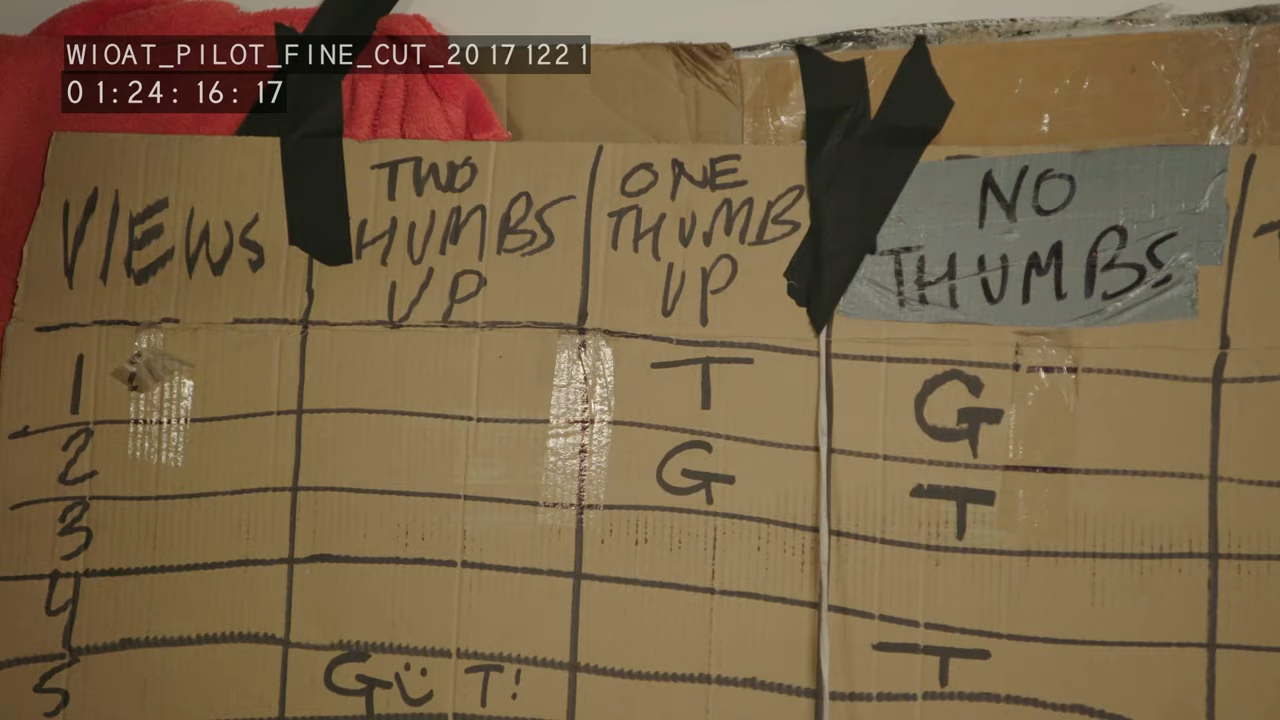 WIOAT_PILOT_FINE_CUT_20171221
01:24:16:17
VIEWS
TWO
THUMBS
UP
ONE
THUMB
UP
NO
THUMBS
1
T
G
2
G
T
3
4
T
5
G T!